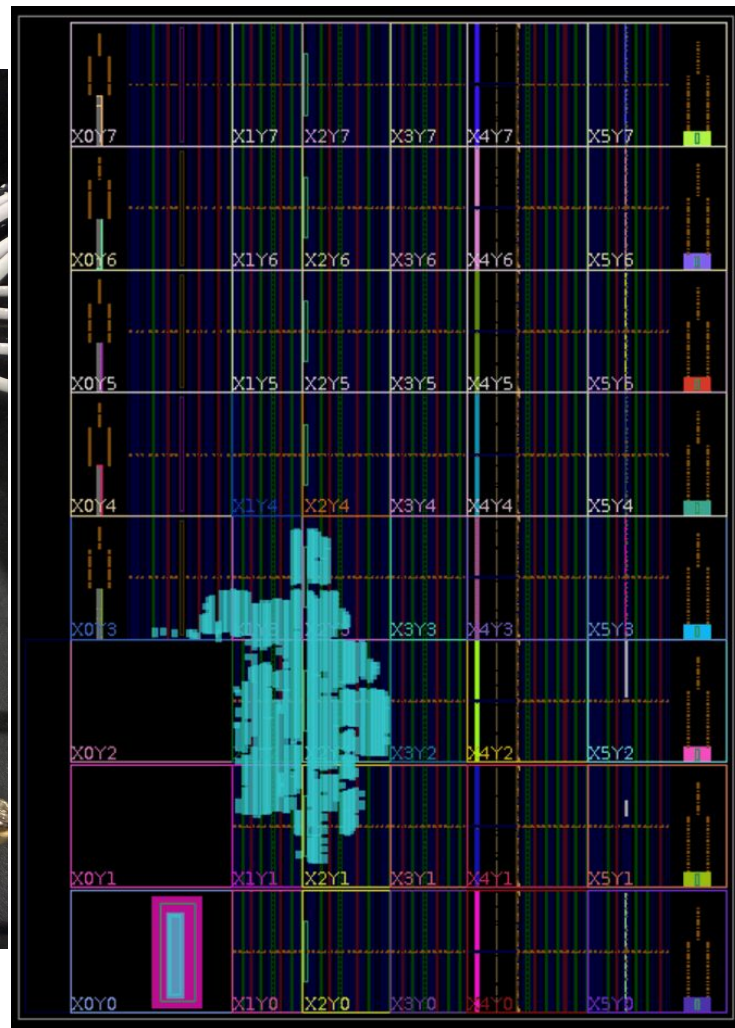 X0Y7 X1Y7 X2Y7 X3Y7 X4Y7 X5Y7
X0Y6 X1Y6 X2Y6 X3Y6 X4Y6 X5Y6
X0Y5 X1Y5 X2Y5 X3Y5 X4Y5 X5Y5
X0Y4 X1Y4 X2Y4 X3Y4 X4Y4 X5Y4
X0Y3 X3Y3 X4Y3 X5Y3
X0Y2 X3Y2 X4Y2 X5Y2
X0Y1 X1Y1 X2Y1 X3Y1 X4Y1 X5Y1
X0Y0 X1Y0 X2Y0 X3Y0 X4Y0 X5Y0